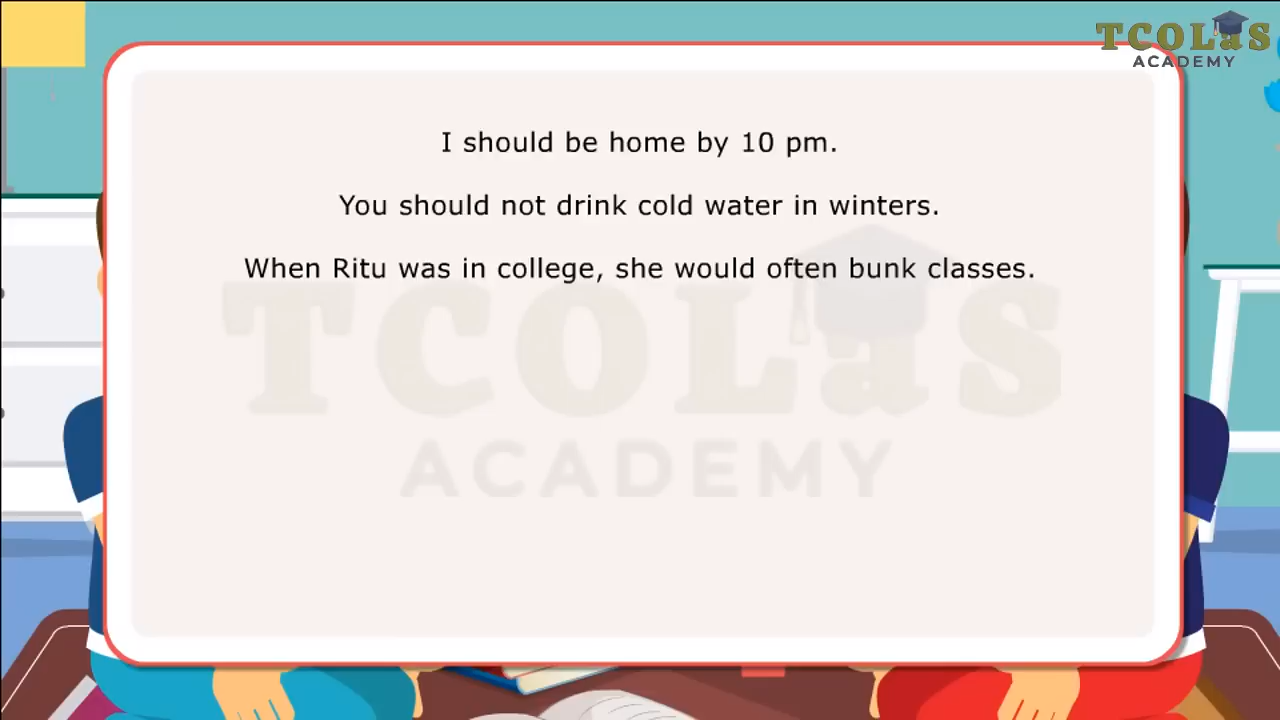 TCOLaS
ACADEMY
I should be home by 10 pm.
You should not drink cold water in winters.
When Ritu was in college, she would often bunk classes.
TCOLaS
ACADEMY